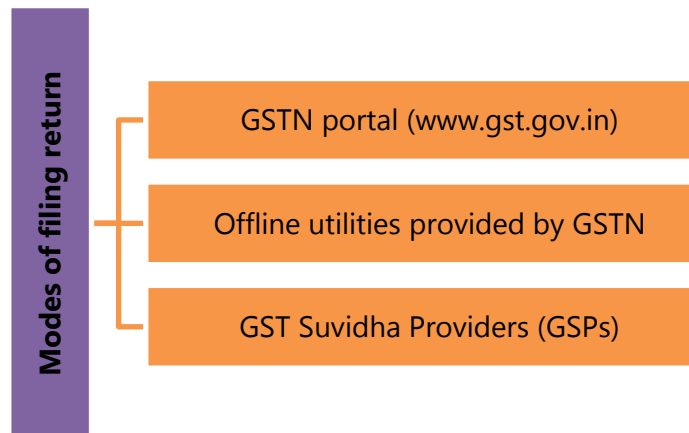 Modes of filing return
GSTN portal (www.gst.gov.in)
Offline utilities provided by GSTN
GST Suvidha Providers (GSPs)